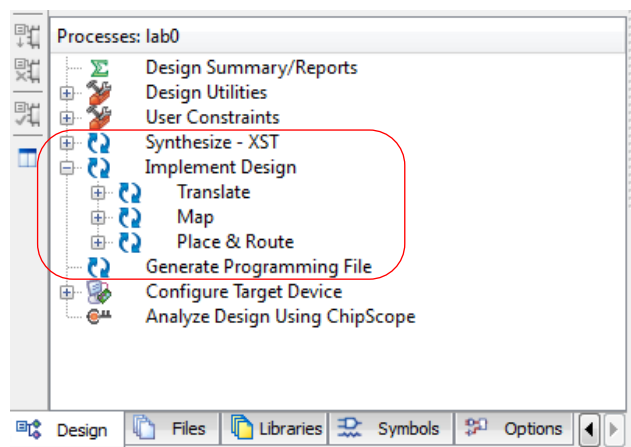 Processes: lab0
Design Summary/Reports
Design Utilities
User Constraints
Synthesize - XST
Implement Design
Translate
Map
Place & Route
Generate Programming File
Configure Target Device
Analyze Design Using ChipScope
Design Files Libraries Symbols Options